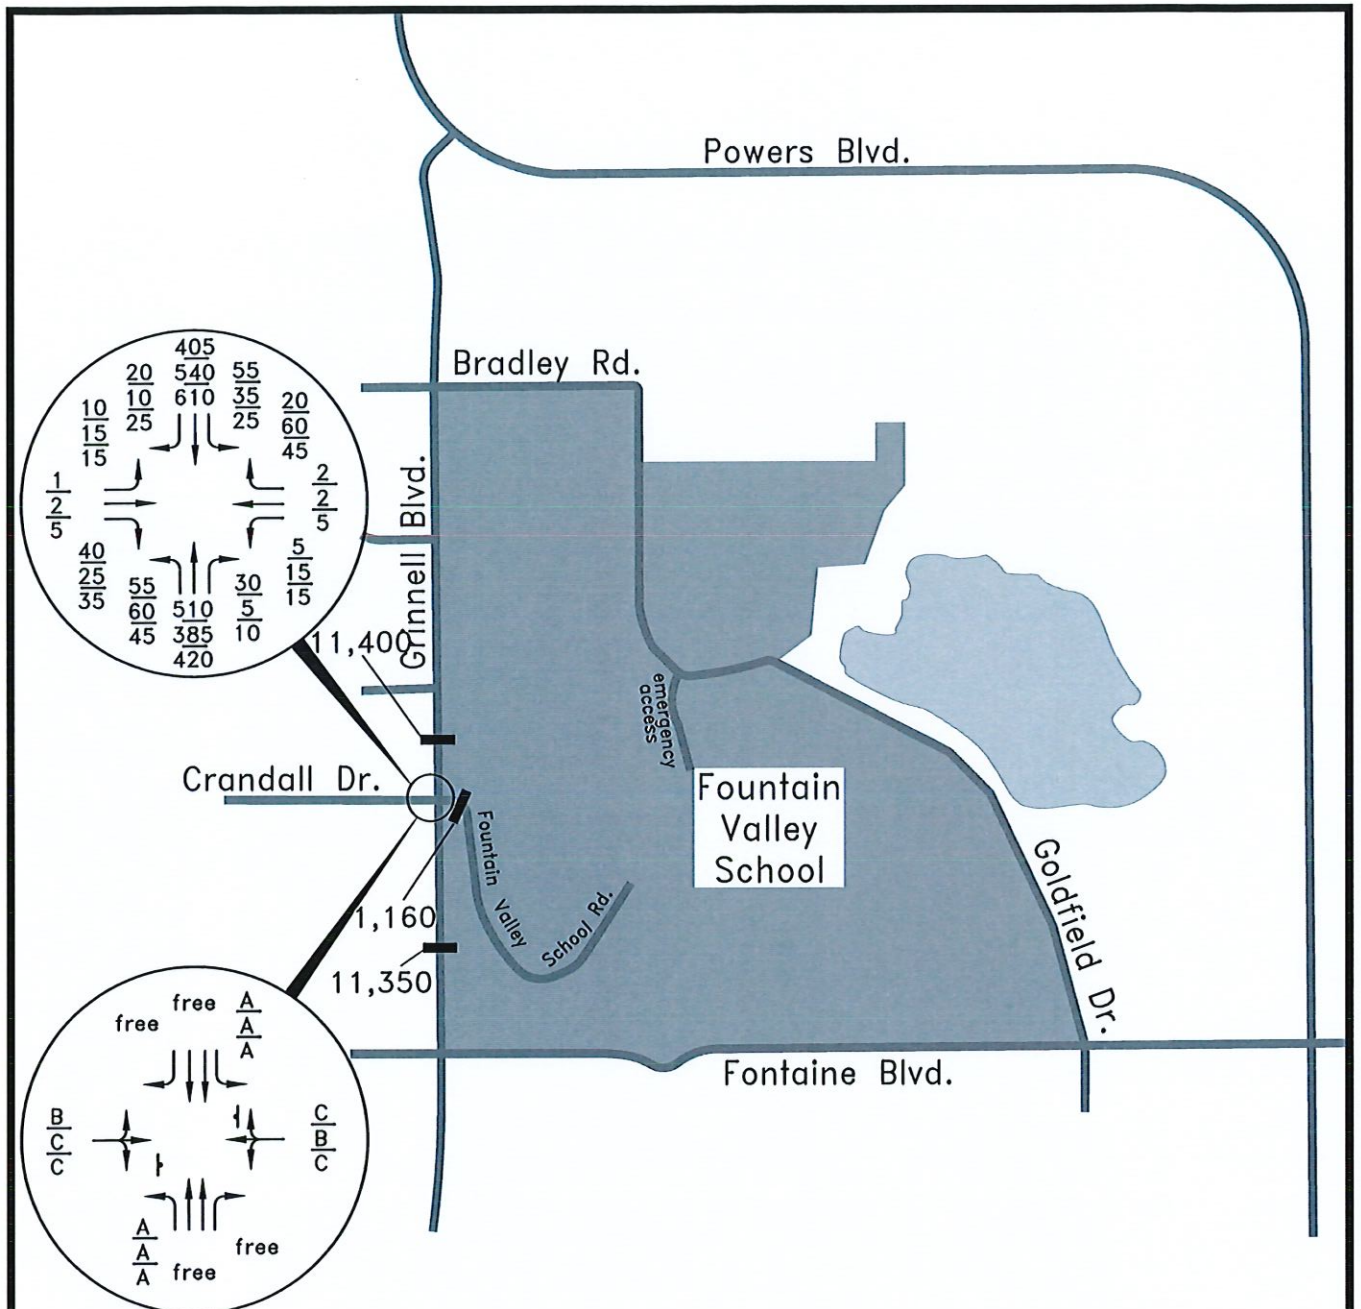 Powers Blvd.
Bradley Rd.
405
540
610
20
10
25
55
35
25
10
15
15
20
60
45
1
2
5
2
2
5
40
25
35
55
60
45
510
385
420
30
5
10
5
15
15
Grinnell Blvd.
11,400
emergency
access
Crandall Dr.
Fountain
Valley
School
Fountain Valley School Rd.
Goldfield Dr.
1,160
11,350
Fontaine Blvd.
free
free
A
A
A
B
C
C
C
B
C
A
A
A
free
free